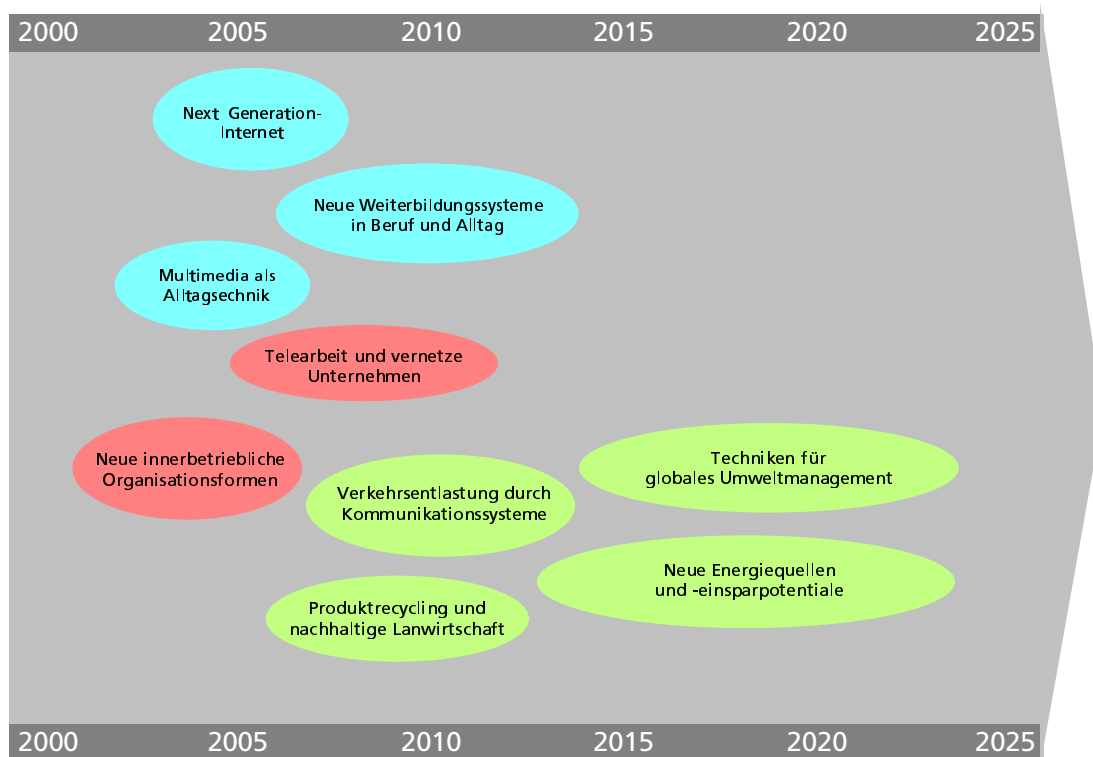 2000 2005 2010 2015 2020 2025
Next Generation-
Internet
Neue Weiterbildungssysteme
in Beruf und Alltag
Multimedia als
Alltagsechnik
Telearbeit und vernetze
Unternehmen
Neue innerbetriebliche
Organisationsformen
Techniken für
globales Umweltmanagement
Verkehrsentlastung durch
Kommunikationssysteme
Neue Energiequellen
und -einsparpotentiale
Produktrecycling und
nachhaltige Lanwirtschaft
2000 2005 2010 2015 2020 2025